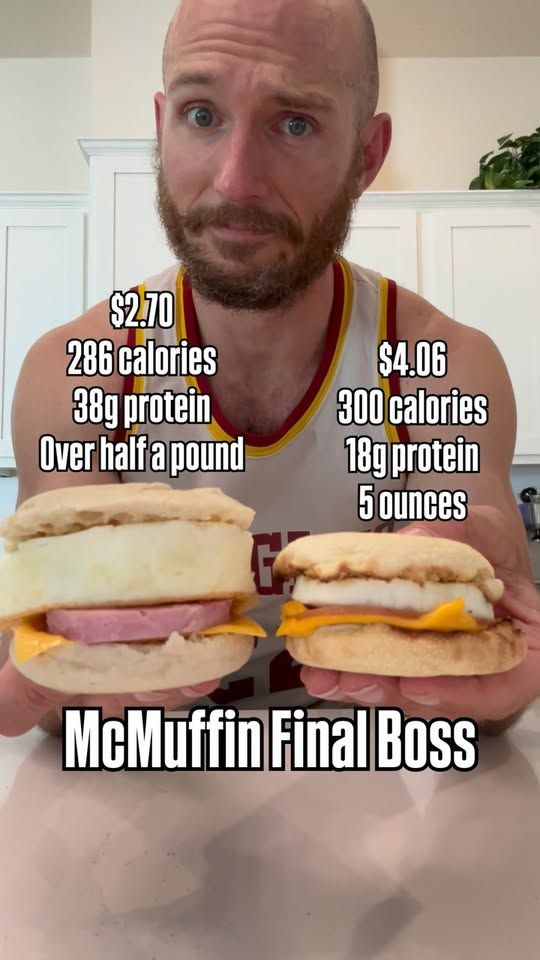 $2.70
286 calories
38g protein
Over half a pound
$4.06
300 calories
18g protein
5 ounces
McMuffin Final Boss